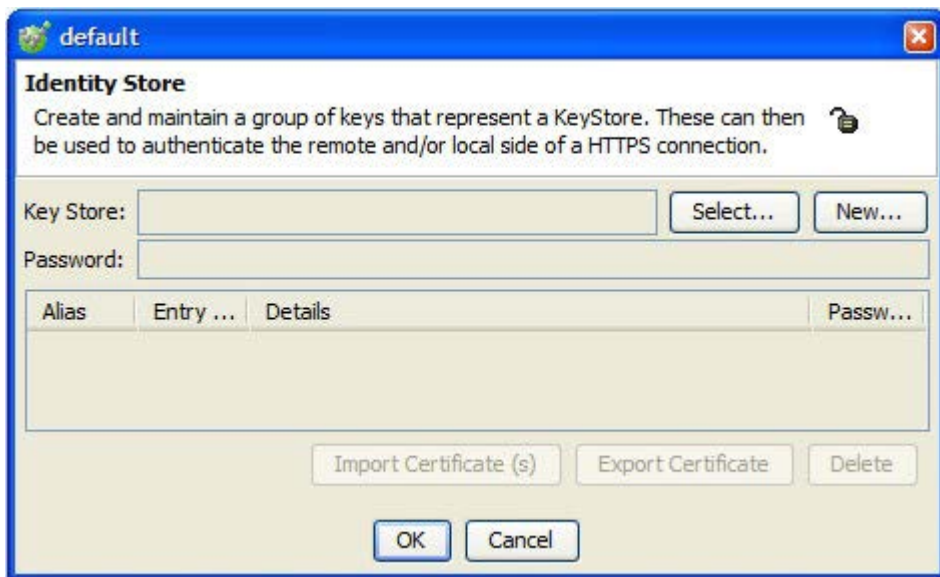 default
Identity Store
Create and maintain a group of keys that represent a KeyStore. These can then
be used to authenticate the remote and/or local side of a HTTPS connection.
Key Store: Select... New...
Password:
Alias Entry ... Details Passw...
Import Certificate (s) Export Certificate Delete
OK Cancel